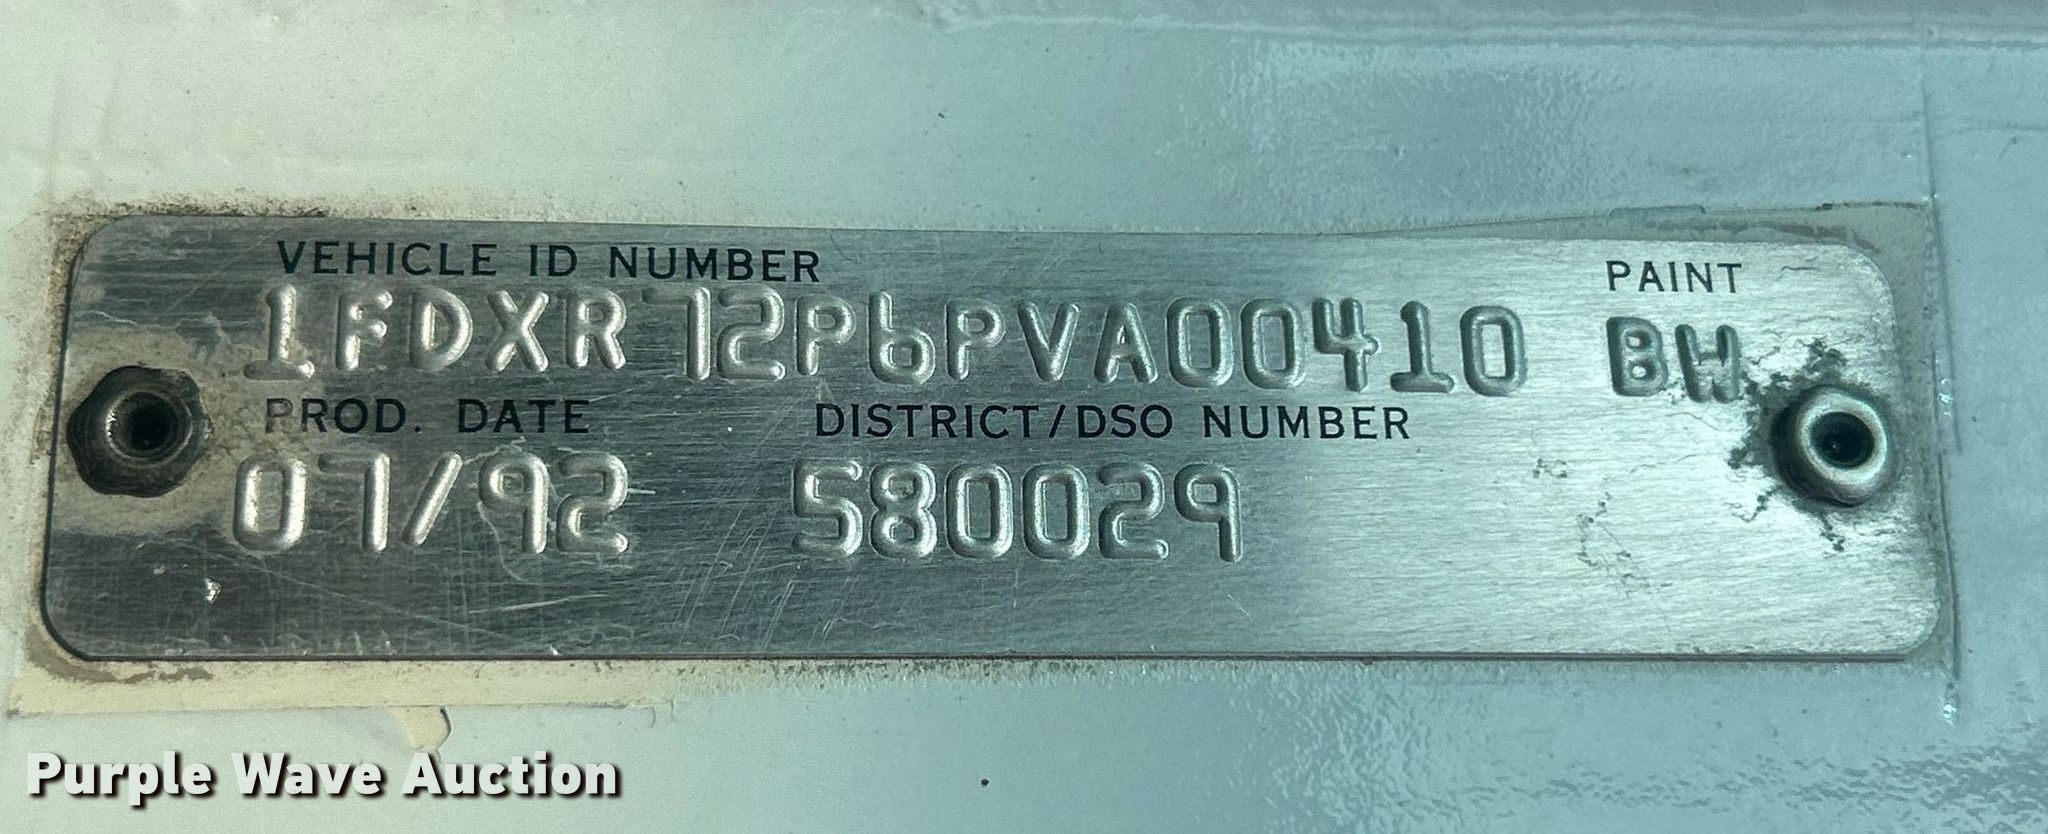 VEHICLE ID NUMBER PAINT
1FDXR72P6PVA00410 BW
PROD. DATE DISTRICT/DSO NUMBER
07/92 580029
Purple Wave Auction